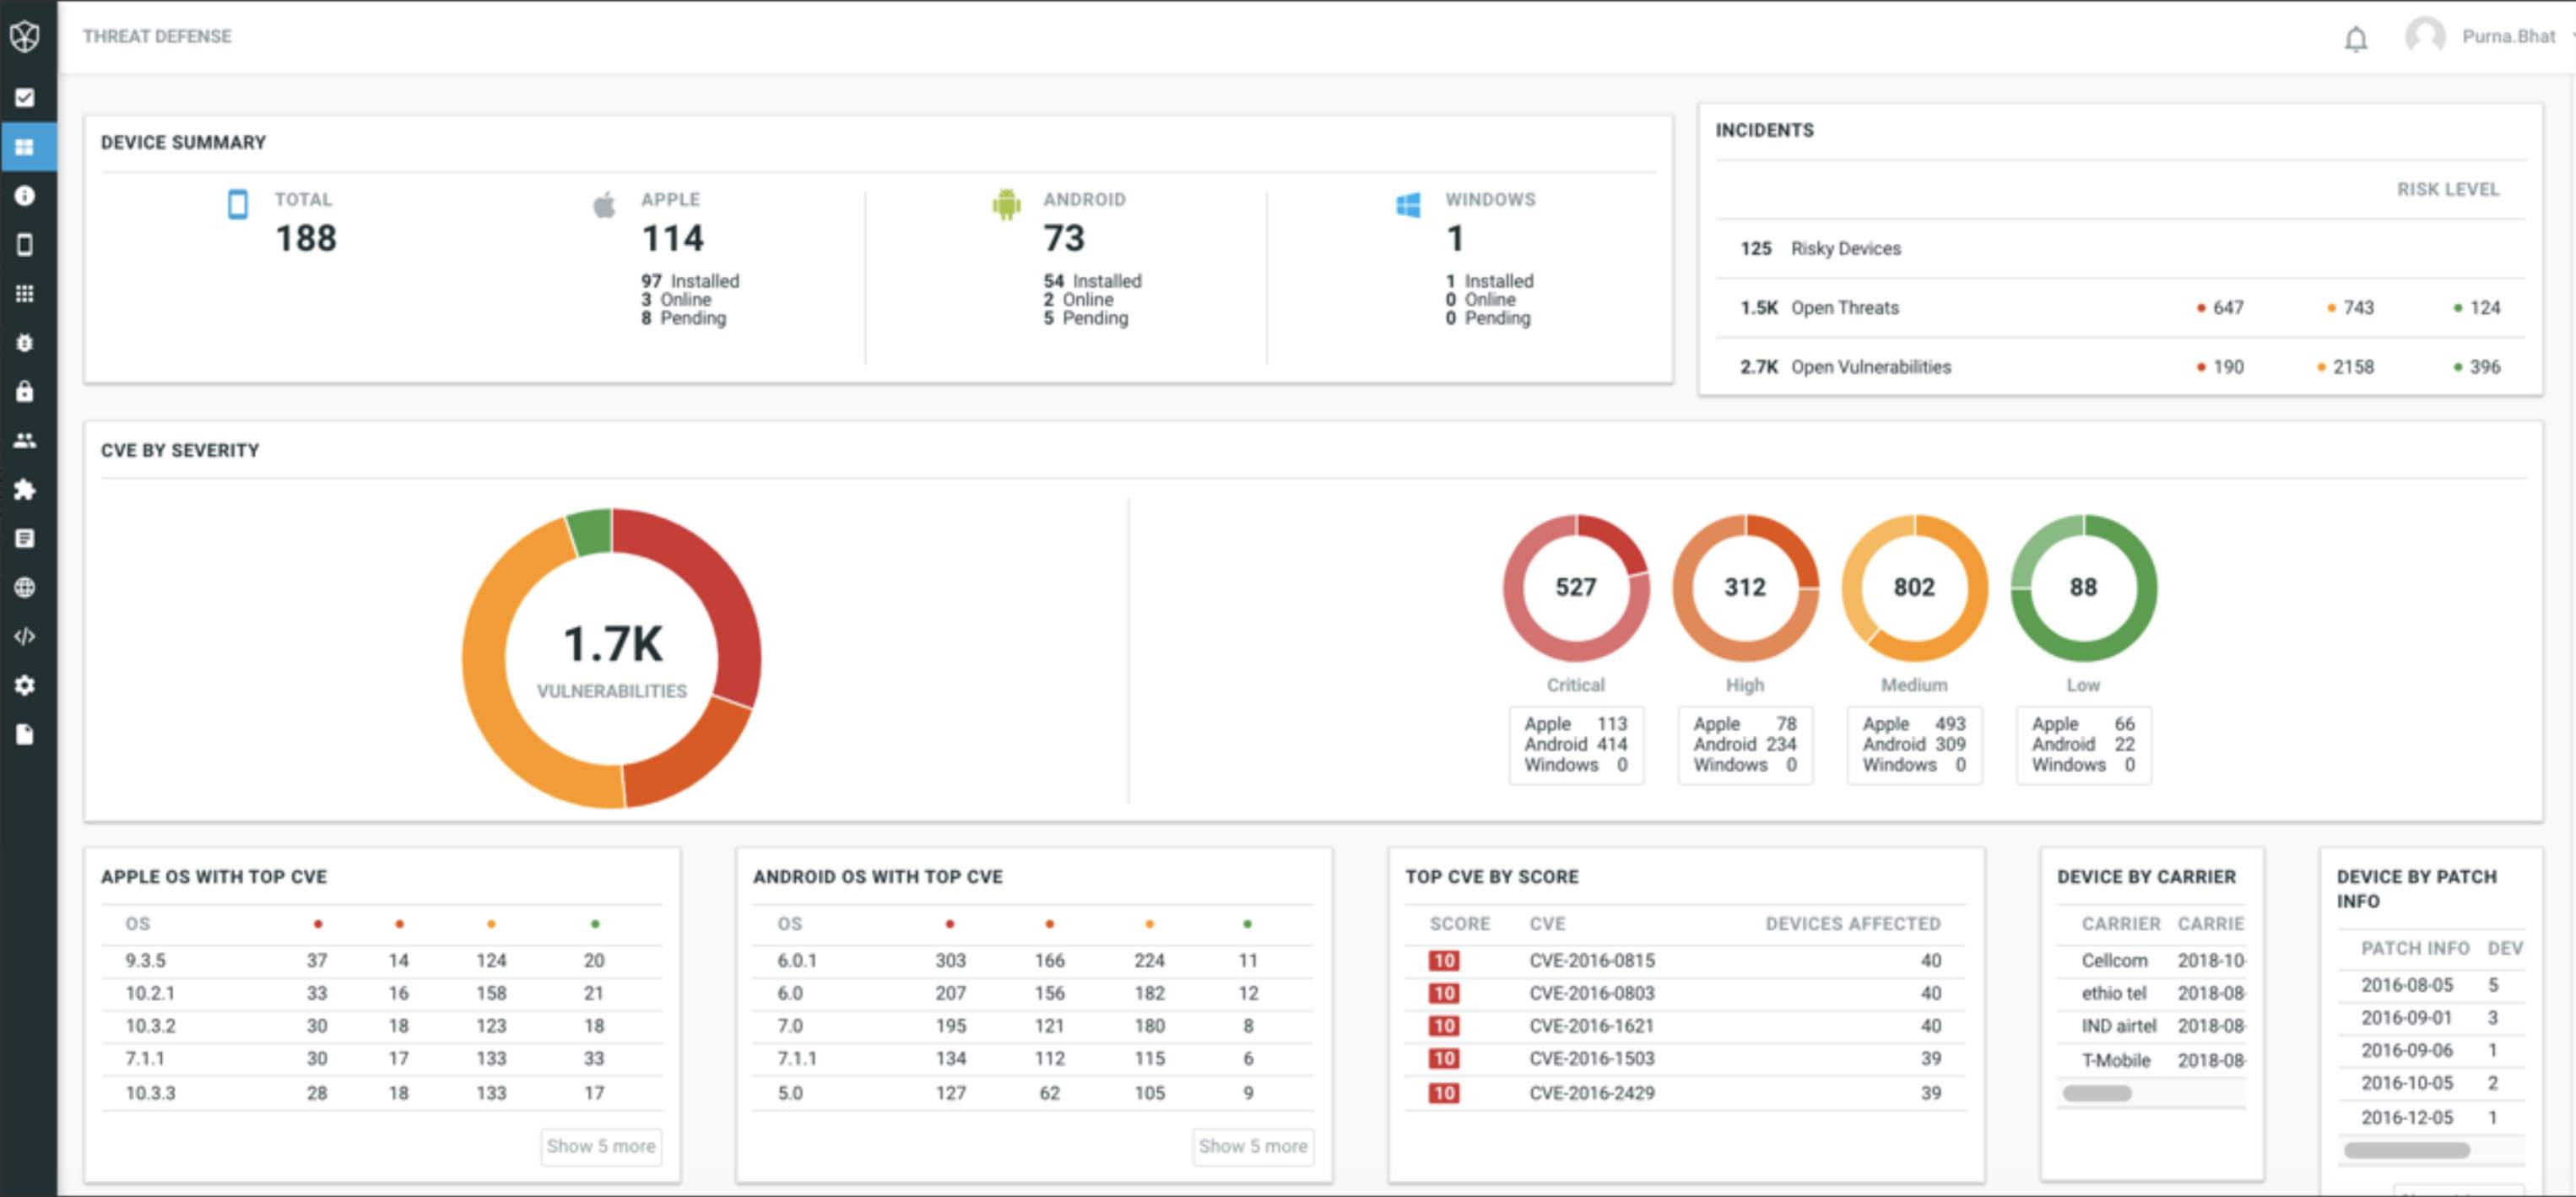 THREAT DEFENSE
Purna.Bhat
DEVICE SUMMARY
TOTAL
188
APPLE
114
97 Installed
3 Online
8 Pending
ANDROID
73
54 Installed
2 Online
5 Pending
WINDOWS
1
1 Installed
0 Online
0 Pending
INCIDENTS
RISK LEVEL
125 Risky Devices
1.5K Open Threats 647 743 124
2.7K Open Vulnerabilities 190 2158 396
CVE BY SEVERITY
1.7K
VULNERABILITIES
527
Critical
Apple 113
Android 414
Windows 0
312
High
Apple 78
Android 234
Windows 0
802
Medium
Apple 493
Android 309
Windows 0
88
Low
Apple 66
Android 22
Windows 0
APPLE OS WITH TOP CVE
OS
9.3.5 37 14 124 20
10.2.1 33 16 158 21
10.3.2 30 18 123 18
7.1.1 30 17 133 33
10.3.3 28 18 133 17
Show 5 more
ANDROID OS WITH TOP CVE
OS
6.0.1 303 166 224 11
6.0 207 156 182 12
7.0 195 121 180 8
7.1.1 134 112 115 6
5.0 127 62 105 9
Show 5 more
TOP CVE BY SCORE
SCORE CVE DEVICES AFFECTED
10 CVE-2016-0815 40
10 CVE-2016-0803 40
10 CVE-2016-1621 40
10 CVE-2016-1503 39
10 CVE-2016-2429 39
DEVICE BY CARRIER
CARRIER CARRIE
Cellcom 2018-10-
ethio tel 2018-08-
IND airtel 2018-08-
T-Mobile 2018-08-
DEVICE BY PATCH
INFO
PATCH INFO DEV
2016-08-05 5
2016-09-01 3
2016-09-06 1
2016-10-05 2
2016-12-05 1